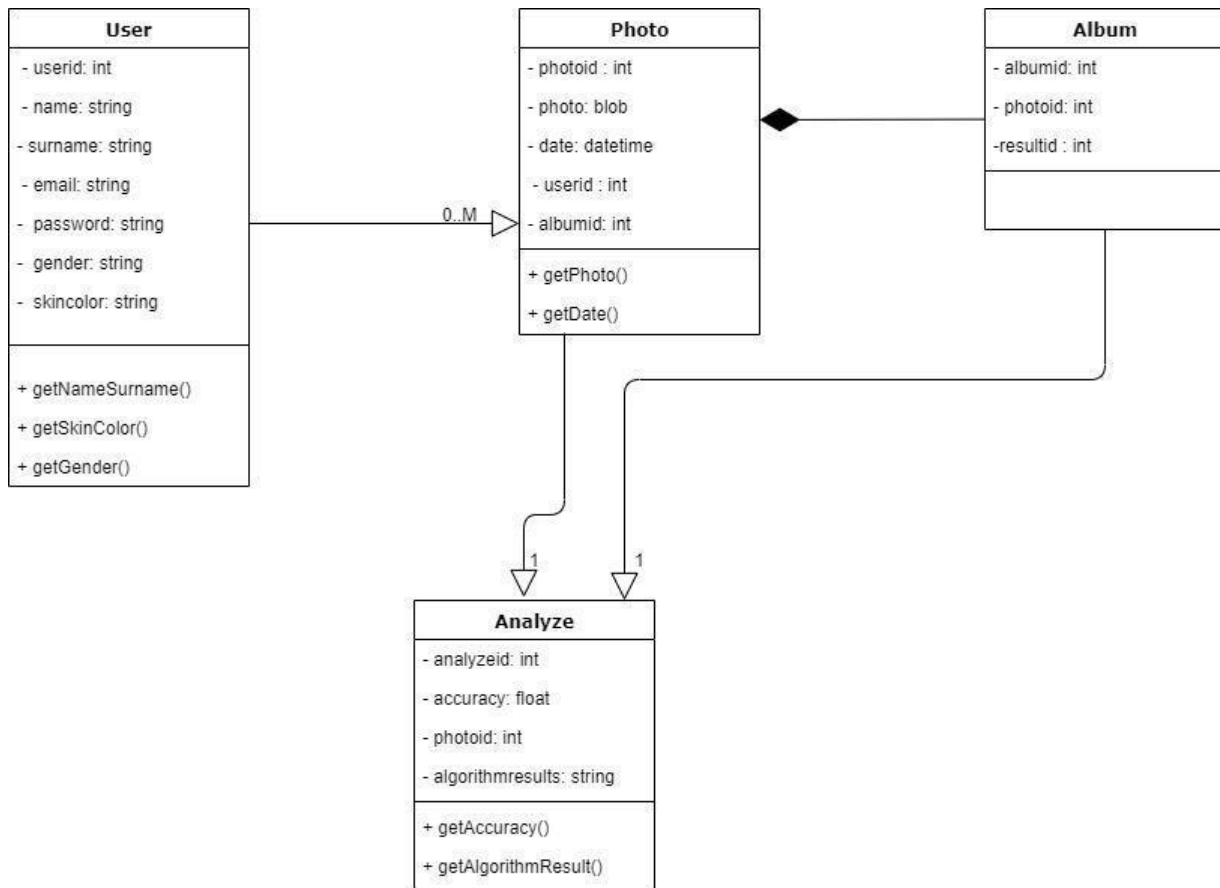 User
- userid: int
- name: string
- surname: string
- email: string
- password: string
- gender: string
- skincolor: string
+ getNameSurname()
+ getSkinColor()
+ getGender()
0..M
Photo
- photoid : int
- photo: blob
- date: datetime
- userid : int
- albumid: int
+ getPhoto()
+ getDate()
Album
- albumid: int
- photoid: int
-resultid : int
1
1
Analyze
- analyzeid: int
- accuracy: float
- photoid: int
- algorithmresults: string
+ getAccuracy()
+ getAlgorithmResult()